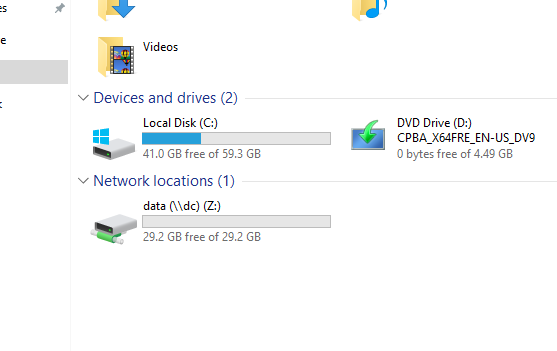 Videos
Devices and drives (2)
Local Disk (C:)
41.0 GB free of 59.3 GB
DVD Drive (D:)
CPBA_X64FRE_EN-US_DV9
0 bytes free of 4.49 GB
Network locations (1)
data (\\dc) (Z:)
29.2 GB free of 29.2 GB